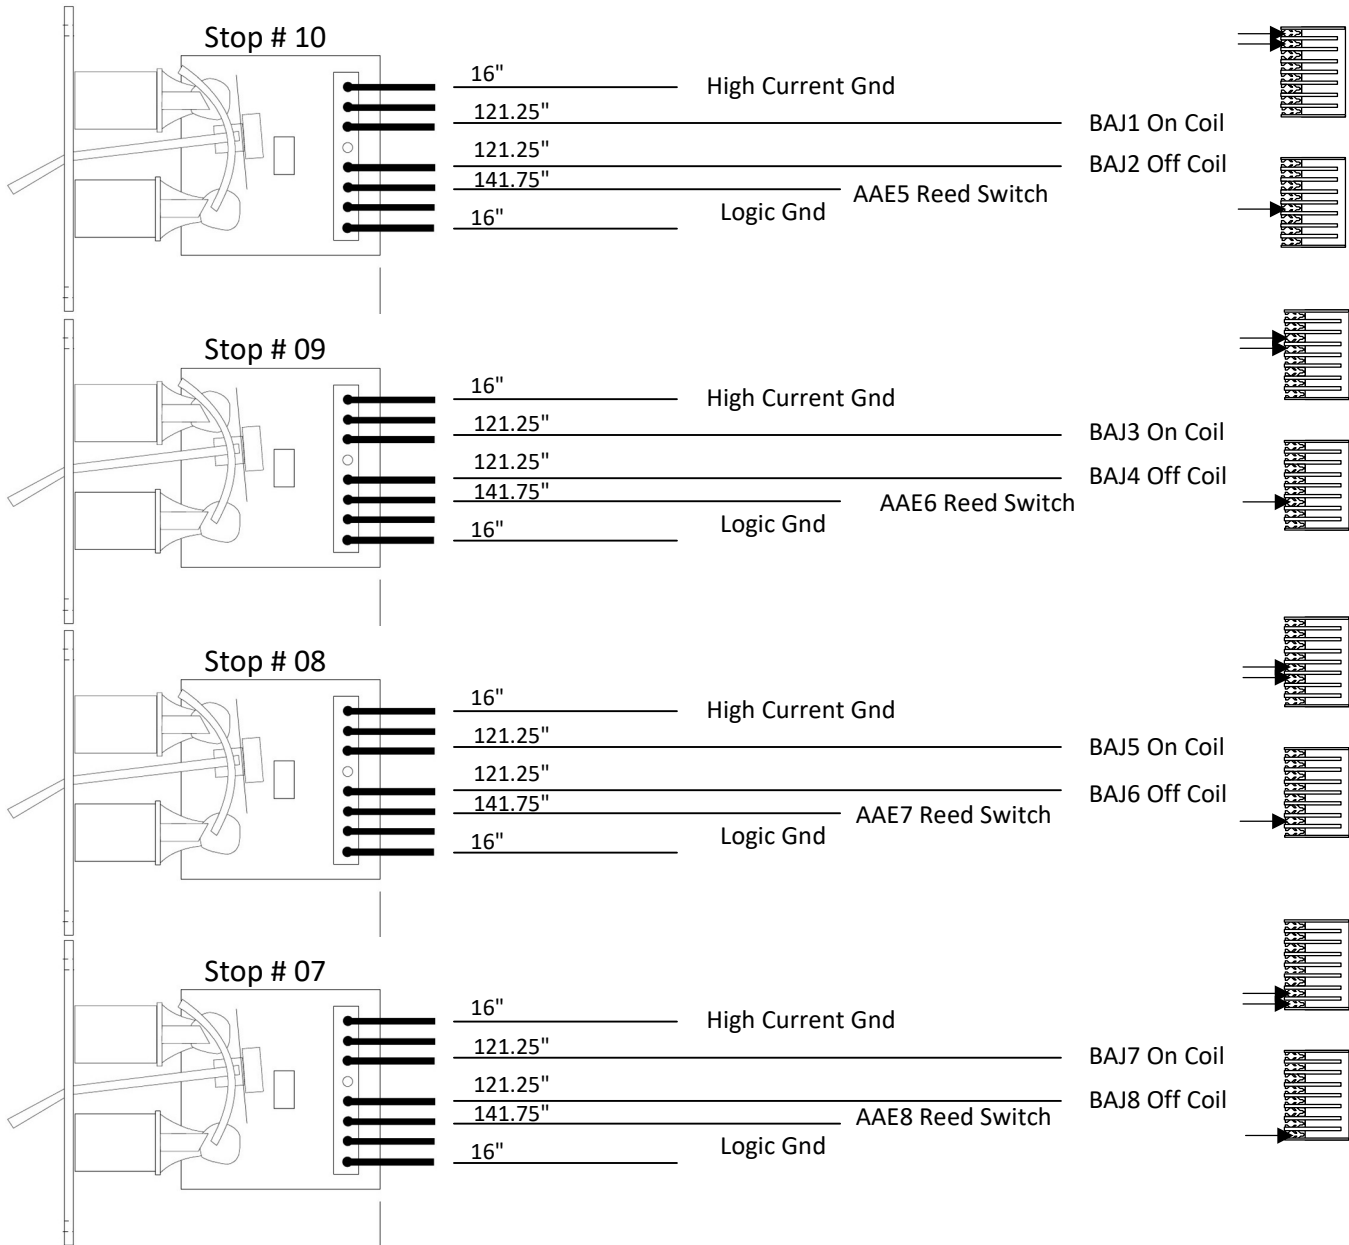 Stop # 10
16"
High Current Gnd
121.25"
BAJ1 On Coil
121.25"
BAJ2 Off Coil
141.75"
AAE5 Reed Switch
Logic Gnd
16"
Stop # 09
16"
High Current Gnd
121.25"
BAJ3 On Coil
121.25"
BAJ4 Off Coil
141.75"
AAE6 Reed Switch
Logic Gnd
16"
Stop # 08
16"
High Current Gnd
121.25"
BAJ5 On Coil
121.25"
BAJ6 Off Coil
141.75"
AAE7 Reed Switch
Logic Gnd
16"
Stop # 07
16"
High Current Gnd
121.25"
BAJ7 On Coil
121.25"
BAJ8 Off Coil
141.75"
AAE8 Reed Switch
Logic Gnd
16"